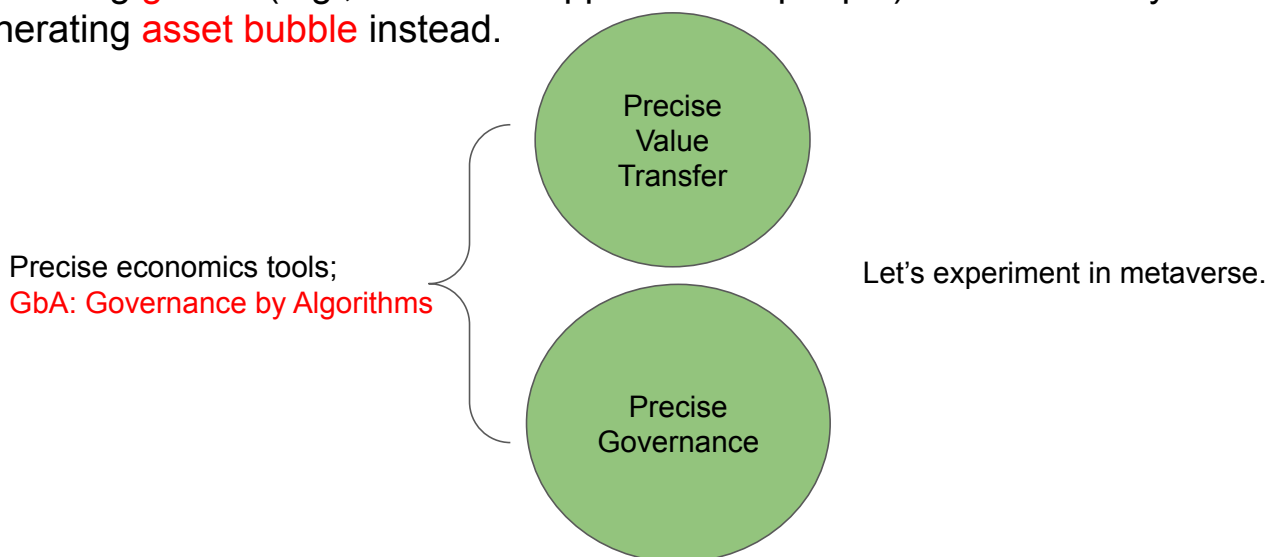 nerating asset bubble instead.
Precise
Value
Transfer
Precise economics tools;
GbA: Governance by Algorithms
Let’s experiment in metaverse.
Precise
Governance